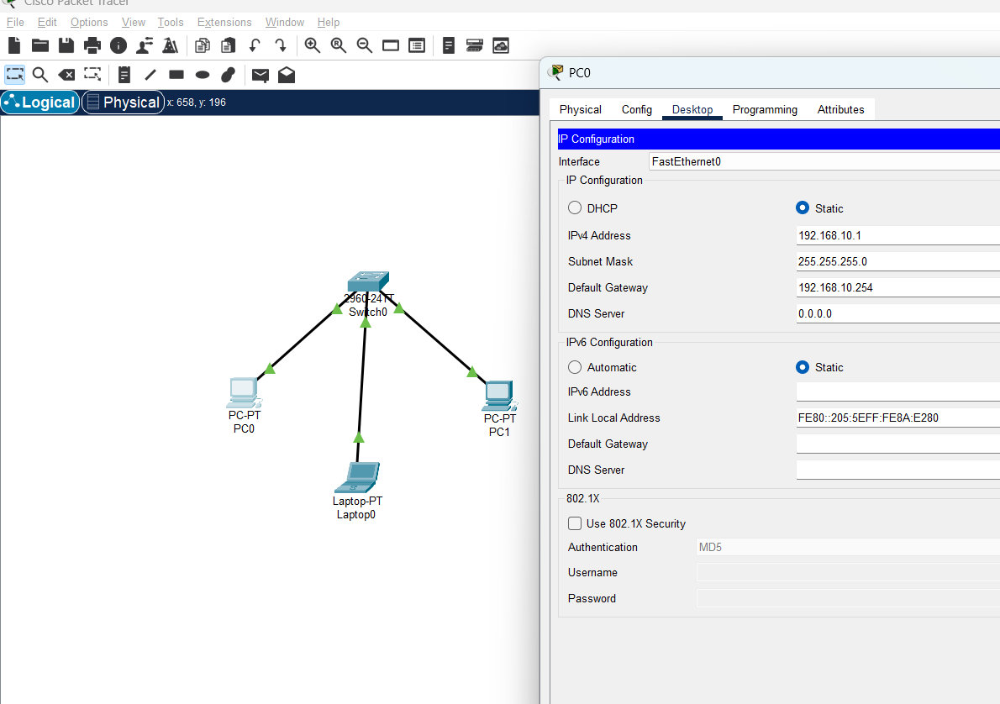 Cisco Packet Tracer
File Edit Options View Tools Extensions Window Help
Logical Physical x: 658, y: 196
2960-24TT
Switch0
PC-PT
PC0
PC-PT
PC1
Laptop-PT
Laptop0
PC0
Physical Config Desktop Programming Attributes
IP Configuration
Interface FastEthernet0
IP Configuration
DHCP Static
IPv4 Address 192.168.10.1
Subnet Mask 255.255.255.0
Default Gateway 192.168.10.254
DNS Server 0.0.0.0
IPv6 Configuration
Automatic Static
IPv6 Address
Link Local Address FE80::205:5EFF:FE8A:E280
Default Gateway
DNS Server
802.1X
Use 802.1X Security
Authentication MD5
Username
Password